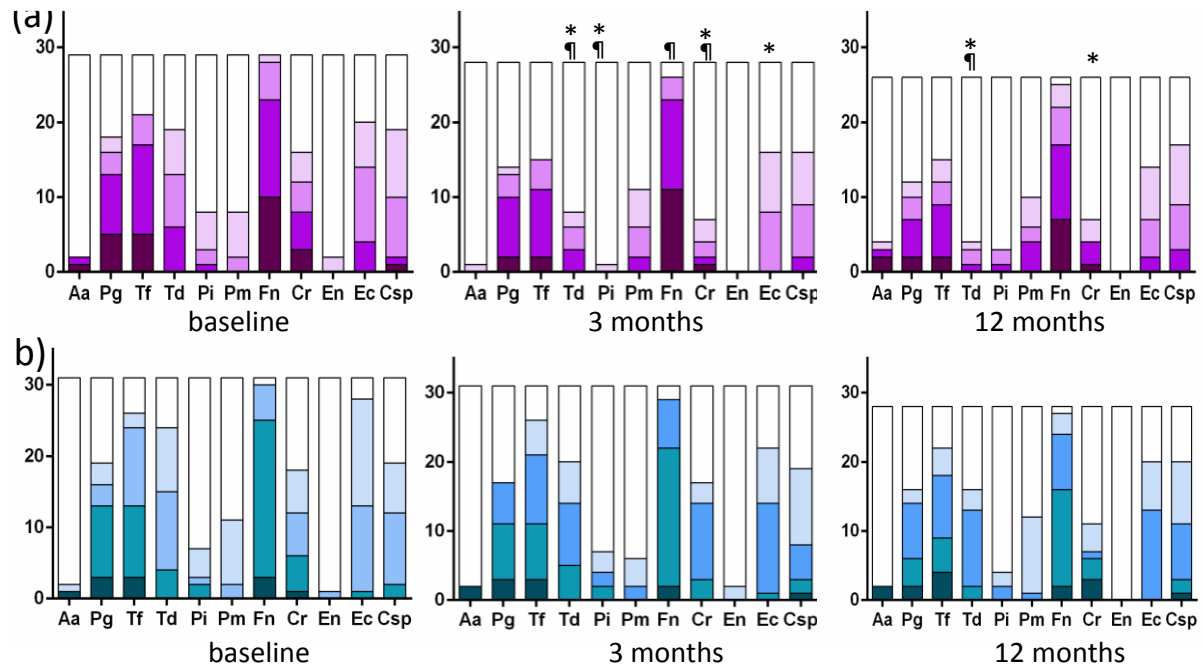 (a)
30
20
10
0
Aa Pg Tf Td Pi Pm Fn Cr En Ec Csp
baseline
* * *
¶ ¶ ¶ ¶ *
30
20
10
0
Aa Pg Tf Td Pi Pm Fn Cr En Ec Csp
3 months
* *
¶
30
20
10
0
Aa Pg Tf Td Pi Pm Fn Cr En Ec Csp
12 months
b)
30
20
10
0
Aa Pg Tf Td Pi Pm Fn Cr En Ec Csp
baseline
30
20
10
0
Aa Pg Tf Td Pi Pm Fn Cr En Ec Csp
3 months
30
20
10
0
Aa Pg Tf Td Pi Pm Fn Cr En Ec Csp
12 months